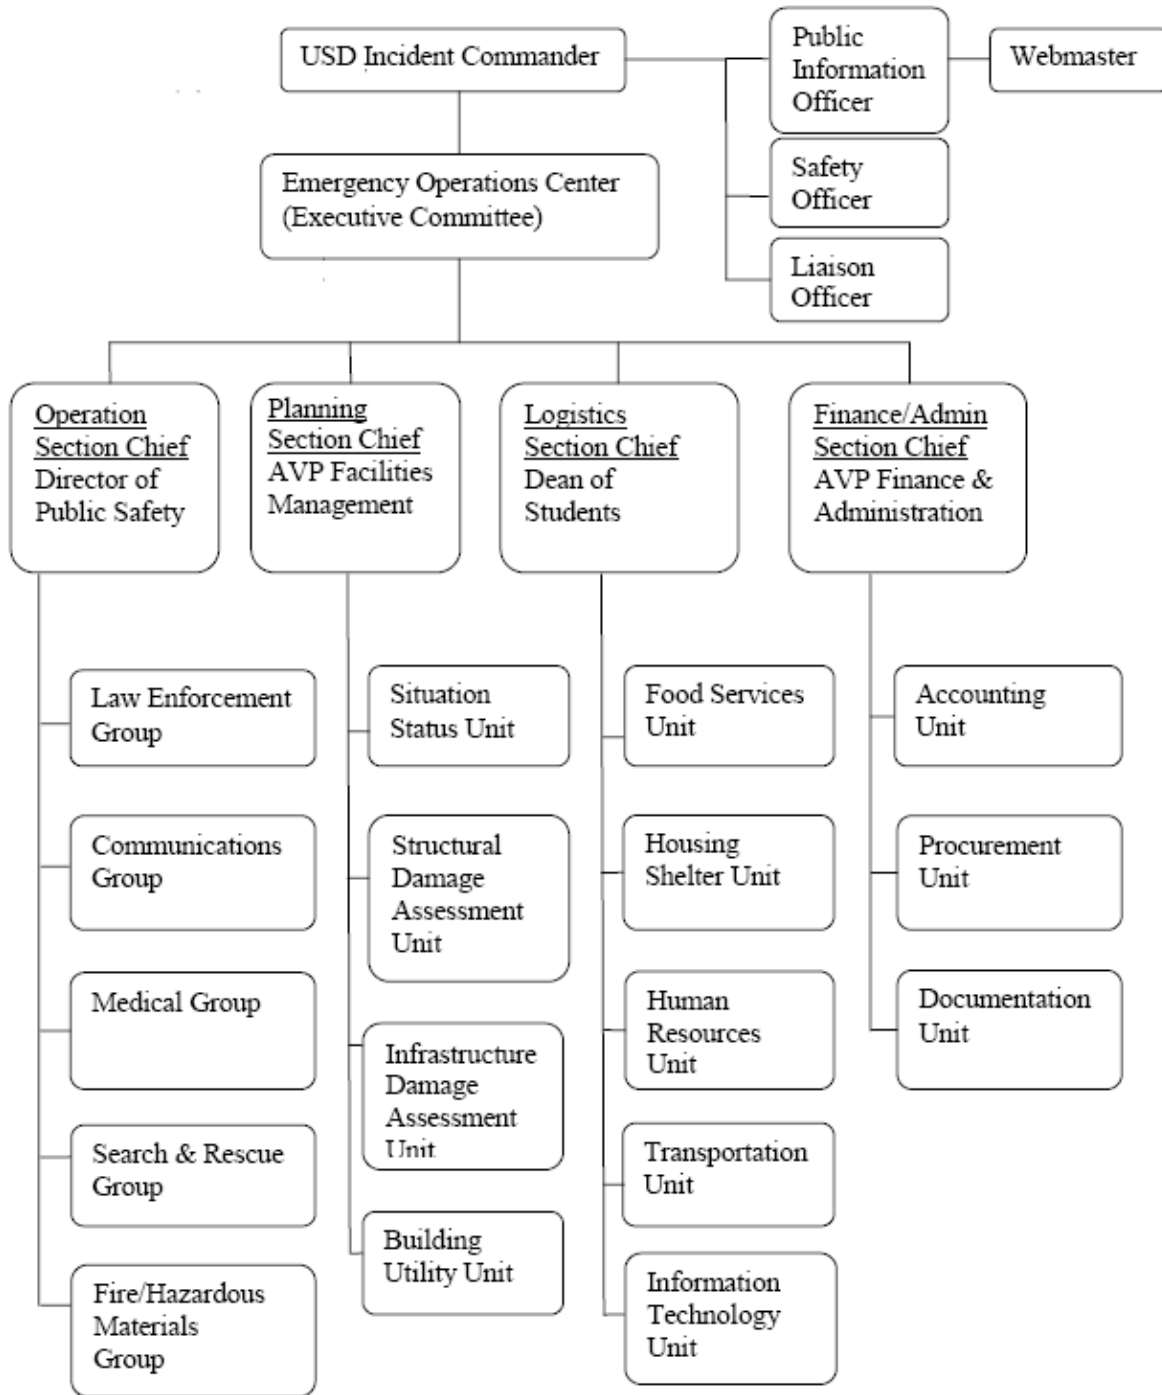 USD Incident Commander
Public
Information
Officer
Webmaster
Safety
Officer
Liaison
Officer
Emergency Operations Center
(Executive Committee)
Operation
Section Chief
Director of
Public Safety
Planning
Section Chief
AVP Facilities
Management
Logistics
Section Chief
Dean of
Students
Finance/Admin
Section Chief
AVP Finance &
Administration
Law Enforcement
Group
Communications
Group
Medical Group
Search & Rescue
Group
Fire/Hazardous
Materials
Group
Situation
Status Unit
Structural
Damage
Assessment
Unit
Infrastructure
Damage
Assessment
Unit
Building
Utility Unit
Food Services
Unit
Housing
Shelter Unit
Human
Resources
Unit
Transportation
Unit
Information
Technology
Unit
Accounting
Unit
Procurement
Unit
Documentation
Unit